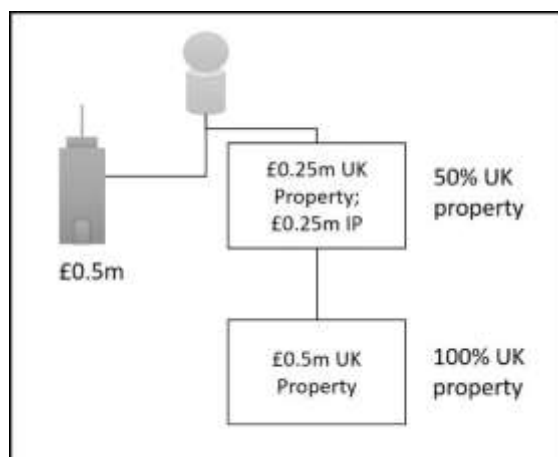 £0.25m UK
Property;
£0.25m IP
50% UK
property
£0.5m
£0.5m UK
Property
100% UK
property